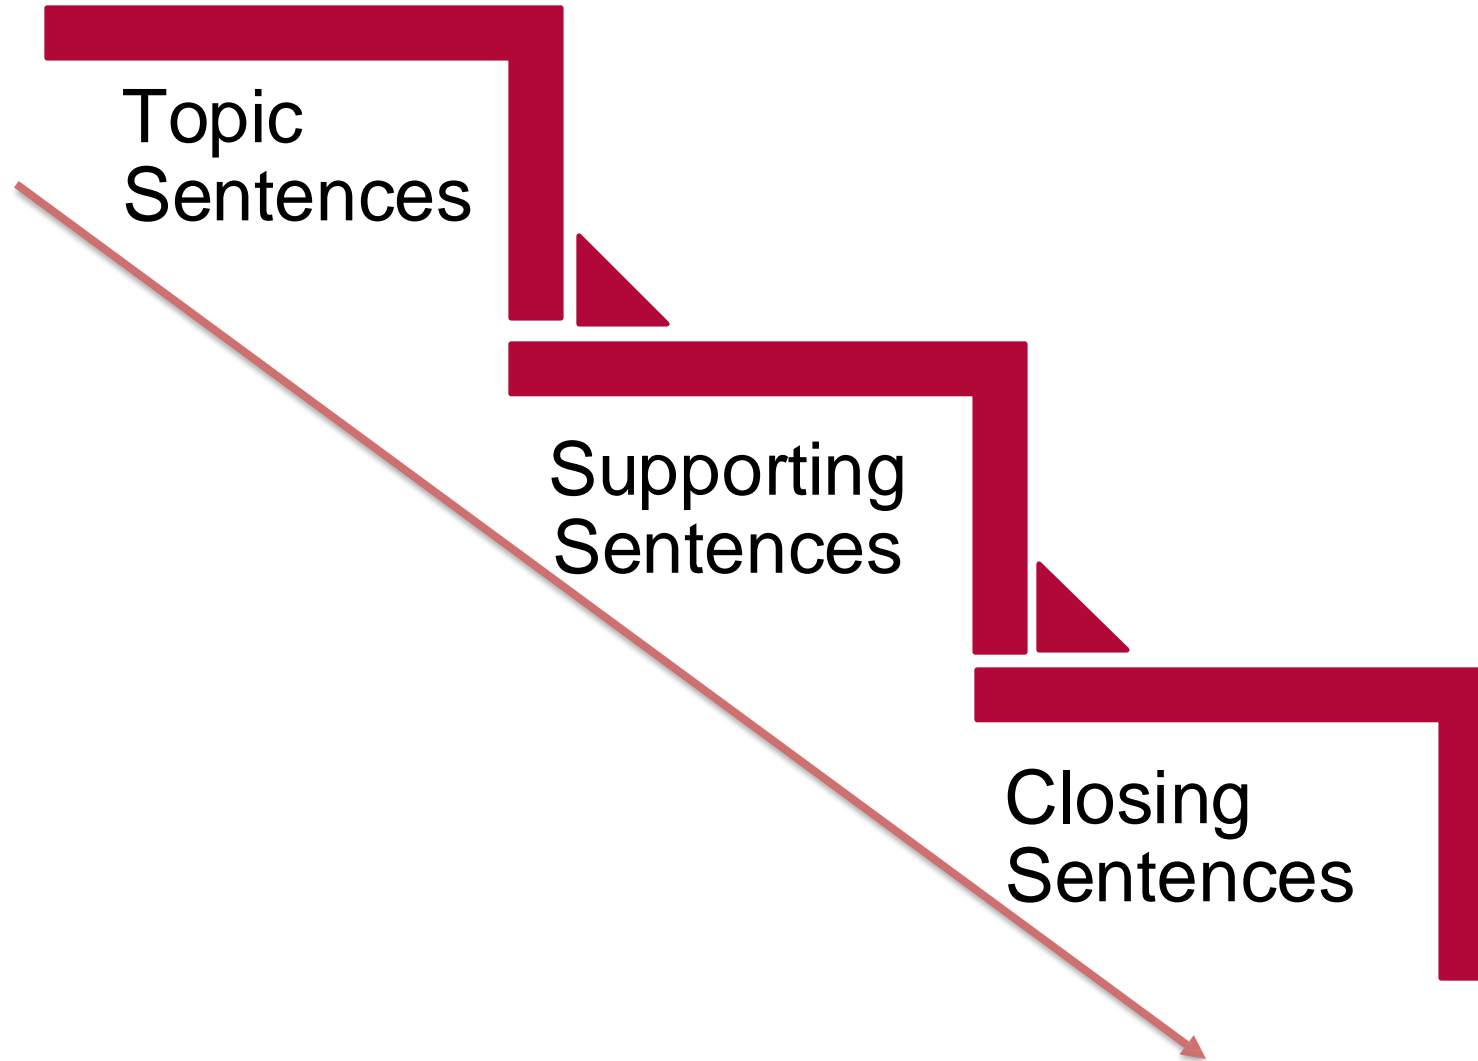 Topic
Sentences
Supporting
Sentences
Closing
Sentences